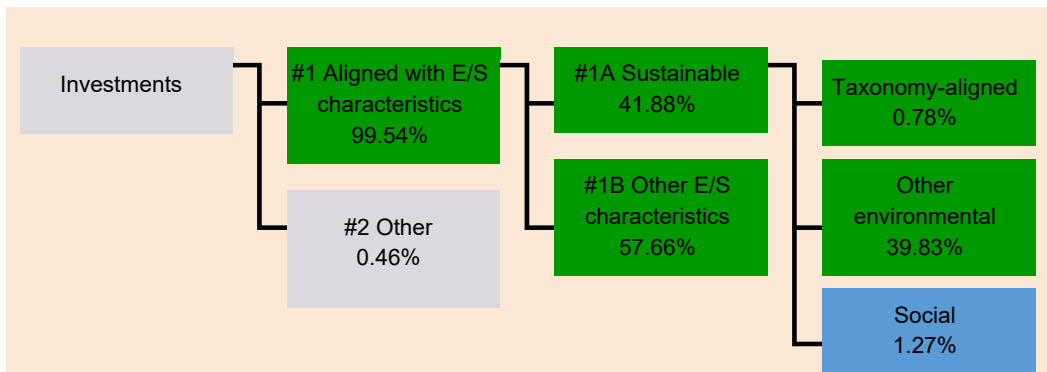 Investments
#1 Aligned with E/S
characteristics
99.54%
#2 Other
0.46%
#1A Sustainable
41.88%
#1B Other E/S
characteristics
57.66%
Taxonomy-aligned
0.78%
Other
environmental
39.83%
Social
1.27%